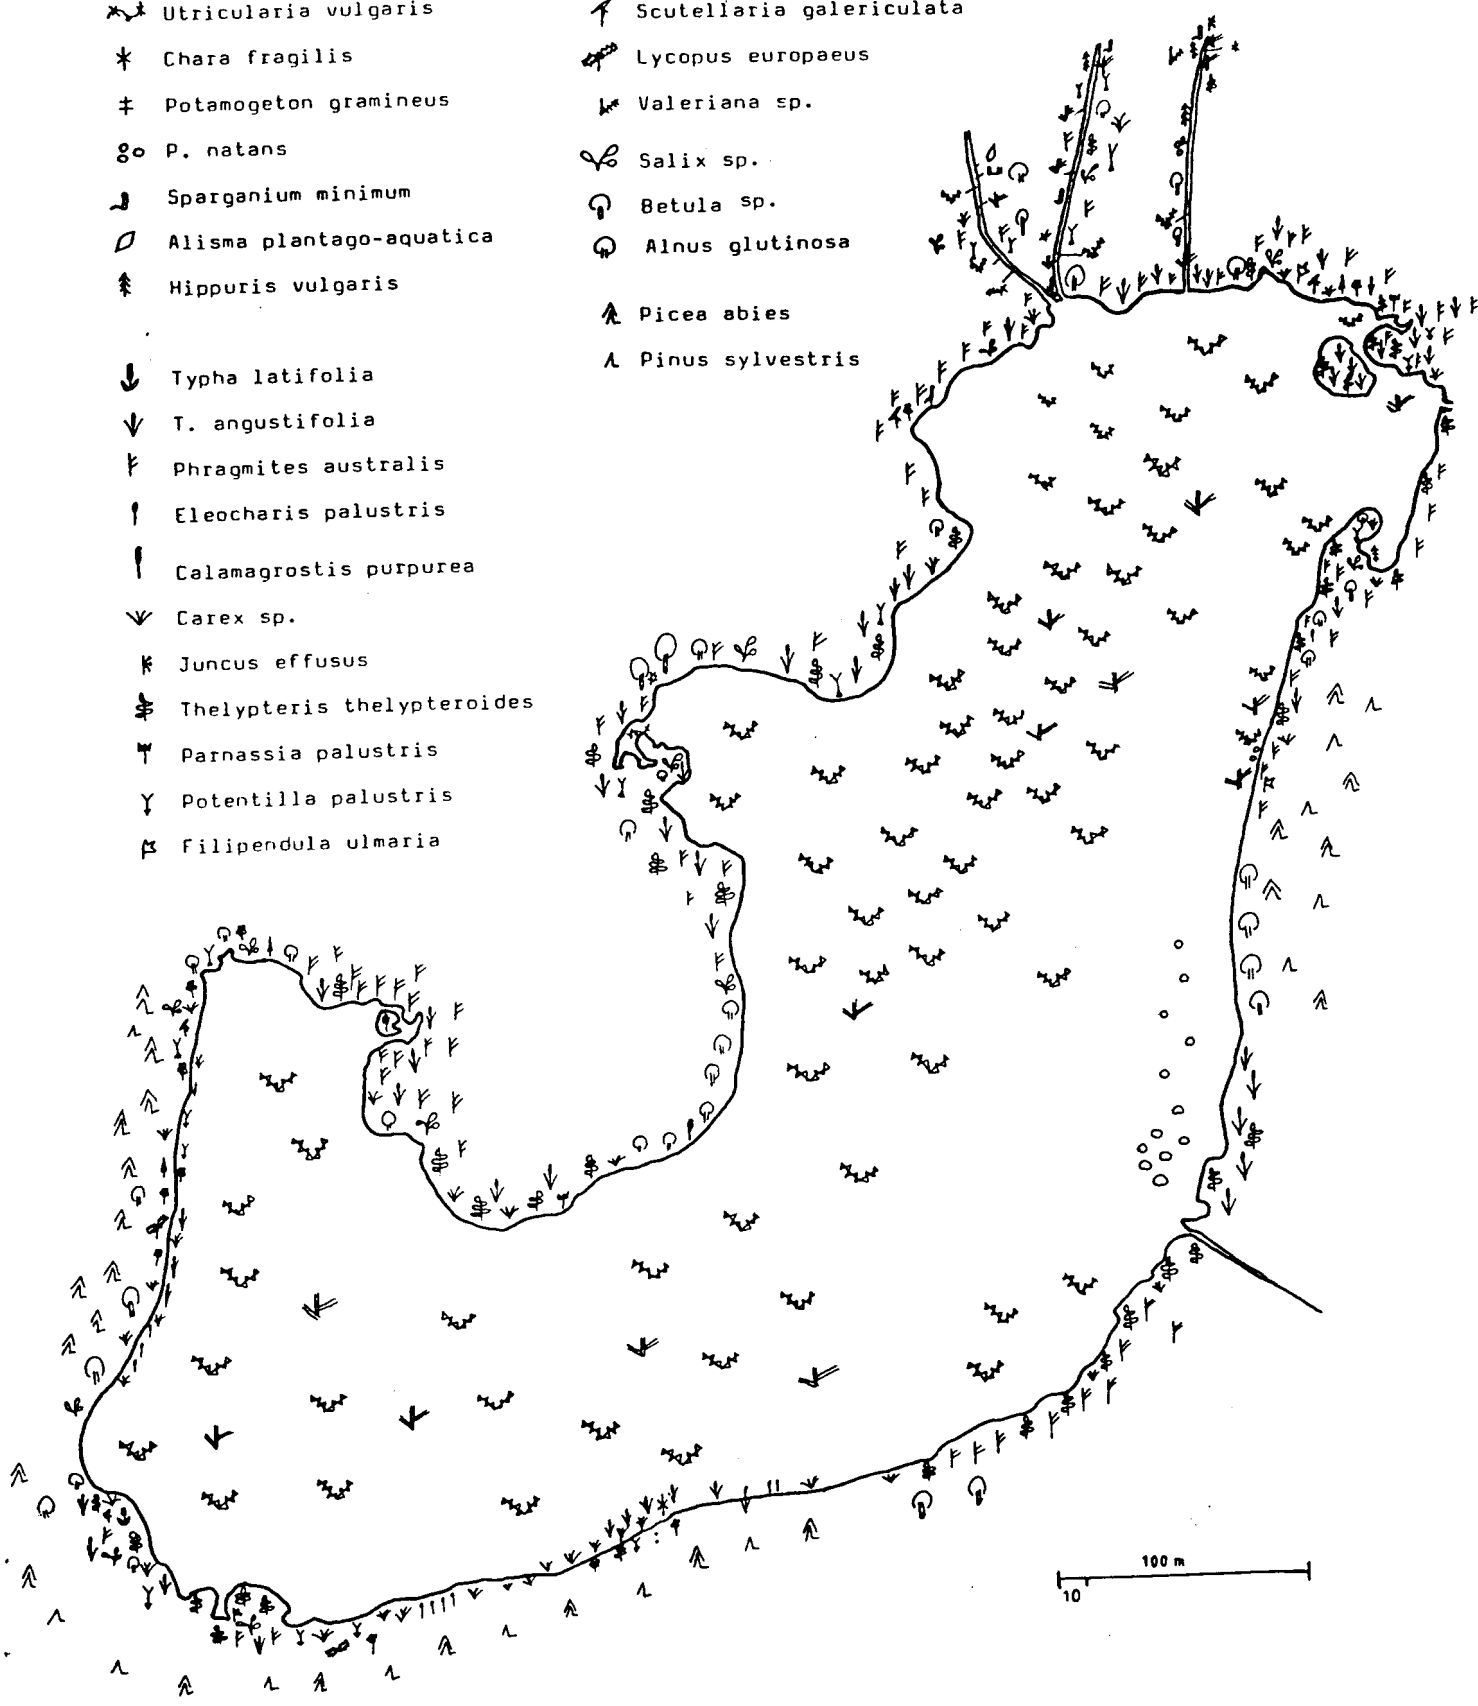 Utricularia vulgaris
Chara fragilis
Potamogeton gramineus
P. natans
Sparganium minimum
Alisma plantago-aquatica
Hippuris vulgaris
Typha latifolia
T. angustifolia
Phragmites australis
Eleocharis palustris
Calamagrostis purpurea
Carex sp.
Juncus effusus
Thelypteris thelypteroides
Parnassia palustris
Potentilla palustris
Filipendula ulmaria
Scutellaria galericulata
Lycopus europaeus
Valeriana sp.
Salix sp.
Betula sp.
Alnus glutinosa
Picea abies
Pinus sylvestris
100 m
10